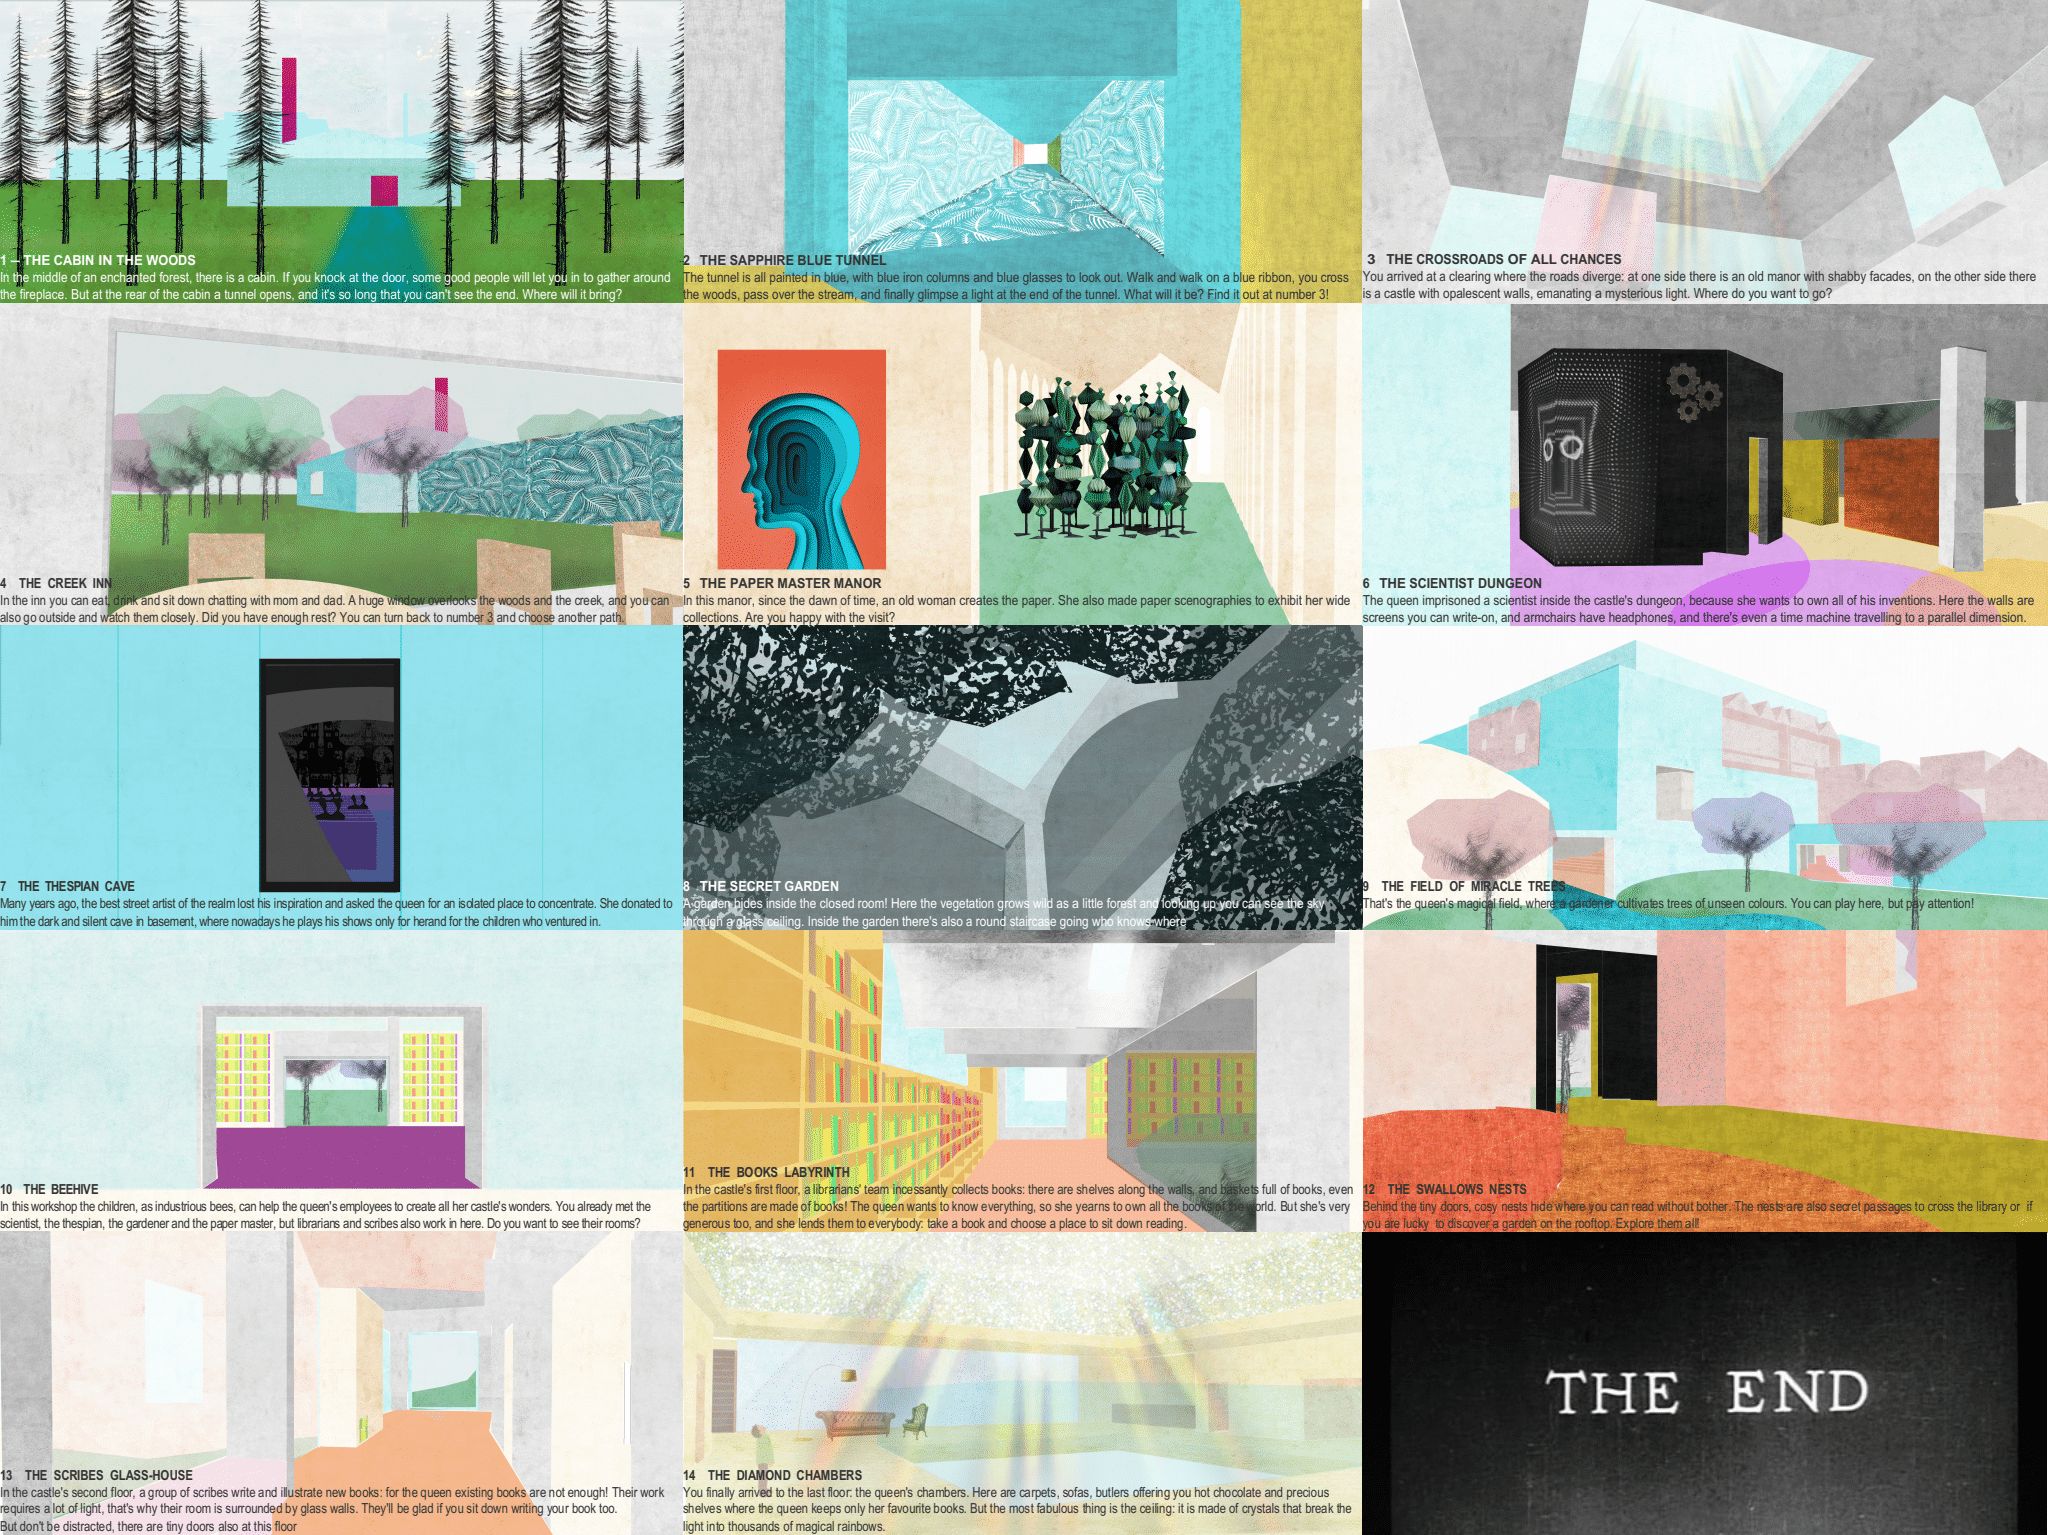 1 – THE CABIN IN THE WOODS
In the middle of an enchanted forest, there is a cabin. If you knock at the door, some good people will let you in to gather around
the fireplace. But at the rear of the cabin a tunnel opens, and it's so long that you can't see the end. Where will it bring?
2 THE SAPPHIRE BLUE TUNNEL
The tunnel is all painted in blue, with blue iron columns and blue glasses to look out. Walk and walk on a blue ribbon, you cross
the woods, pass over the stream, and finally glimpse a light at the end of the tunnel. What will it be? Find it out at number 3!
3 THE CROSSROADS OF ALL CHANCES
You arrived at a clearing where the roads diverge: at one side there is an old manor with shabby facades, on the other side there
is a castle with opalescent walls, emanating a mysterious light. Where do you want to go?
4 THE CREEK INN
In the inn you can eat, drink and sit down chatting with mom and dad. A huge window overlooks the woods and the creek, and you can
also go outside and watch them closely. Did you have enough rest? You can turn back to number 3 and choose another path.
5 THE PAPER MASTER MANOR
In this manor, since the dawn of time, an old woman creates the paper. She also made paper scenographies to exhibit her wide
collections. Are you happy with the visit?
6 THE SCIENTIST DUNGEON
The queen imprisoned a scientist inside the castle's dungeon, because she wants to own all of his inventions. Here the walls are
screens you can write-on, and armchairs have headphones, and there's even a time machine travelling to a parallel dimension.
7 THE THESPIAN CAVE
Many years ago, the best street artist of the realm lost his inspiration and asked the queen for an isolated place to concentrate. She donated to
him the dark and silent cave in basement, where nowadays he plays his shows only for herand for the children who ventured in.
8 THE SECRET GARDEN
A garden hides inside the closed room! Here the vegetation grows wild as a little forest and looking up you can see the sky
through a glass ceiling. Inside the garden there's also a round staircase going who knows where
9 THE FIELD OF MIRACLE TREES
That's the queen's magical field, where a gardener cultivates trees of unseen colours. You can play here, but pay attention!
10 THE BEEHIVE
In this workshop the children, as industrious bees, can help the queen's employees to create all her castle's wonders. You already met the
scientist, the thespian, the gardener and the paper master, but librarians and scribes also work in here. Do you want to see their rooms?
11 THE BOOKS LABYRINTH
In the castle's first floor, a librarians' team incessantly collects books: there are shelves along the walls, and baskets full of books, even
the partitions are made of books! The queen wants to know everything, so she yearns to own all the books of the world. But she's very
generous too, and she lends them to everybody: take a book and choose a place to sit down reading.
12 THE SWALLOWS NESTS
Behind the tiny doors, cosy nests hide where you can read without bother. The nests are also secret passages to cross the library or if
you are lucky to discover a garden on the rooftop. Explore them all!
13 THE SCRIBES GLASS-HOUSE
In the castle's second floor, a group of scribes write and illustrate new books: for the queen existing books are not enough! Their work
requires a lot of light, that's why their room is surrounded by glass walls. They'll be glad if you sit down writing your book too.
But don't be distracted, there are tiny doors also at this floor
14 THE DIAMOND CHAMBERS
You finally arrived to the last floor: the queen's chambers. Here are carpets, sofas, butlers offering you hot chocolate and precious
shelves where the queen keeps only her favourite books. But the most fabulous thing is the ceiling: it is made of crystals that break the
light into thousands of magical rainbows.
THE END